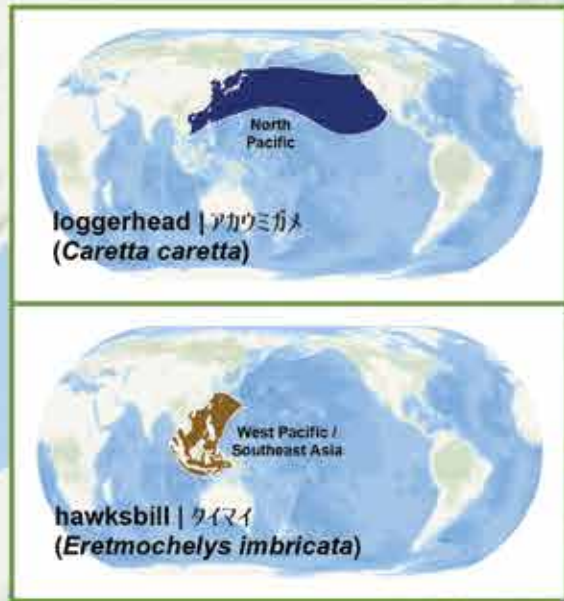 North
Pacific
loggerhead | アカウミガメ
(Caretta caretta)
West Pacific /
Southeast Asia
hawksbill | タイマイ
(Eretmochelys imbricata)